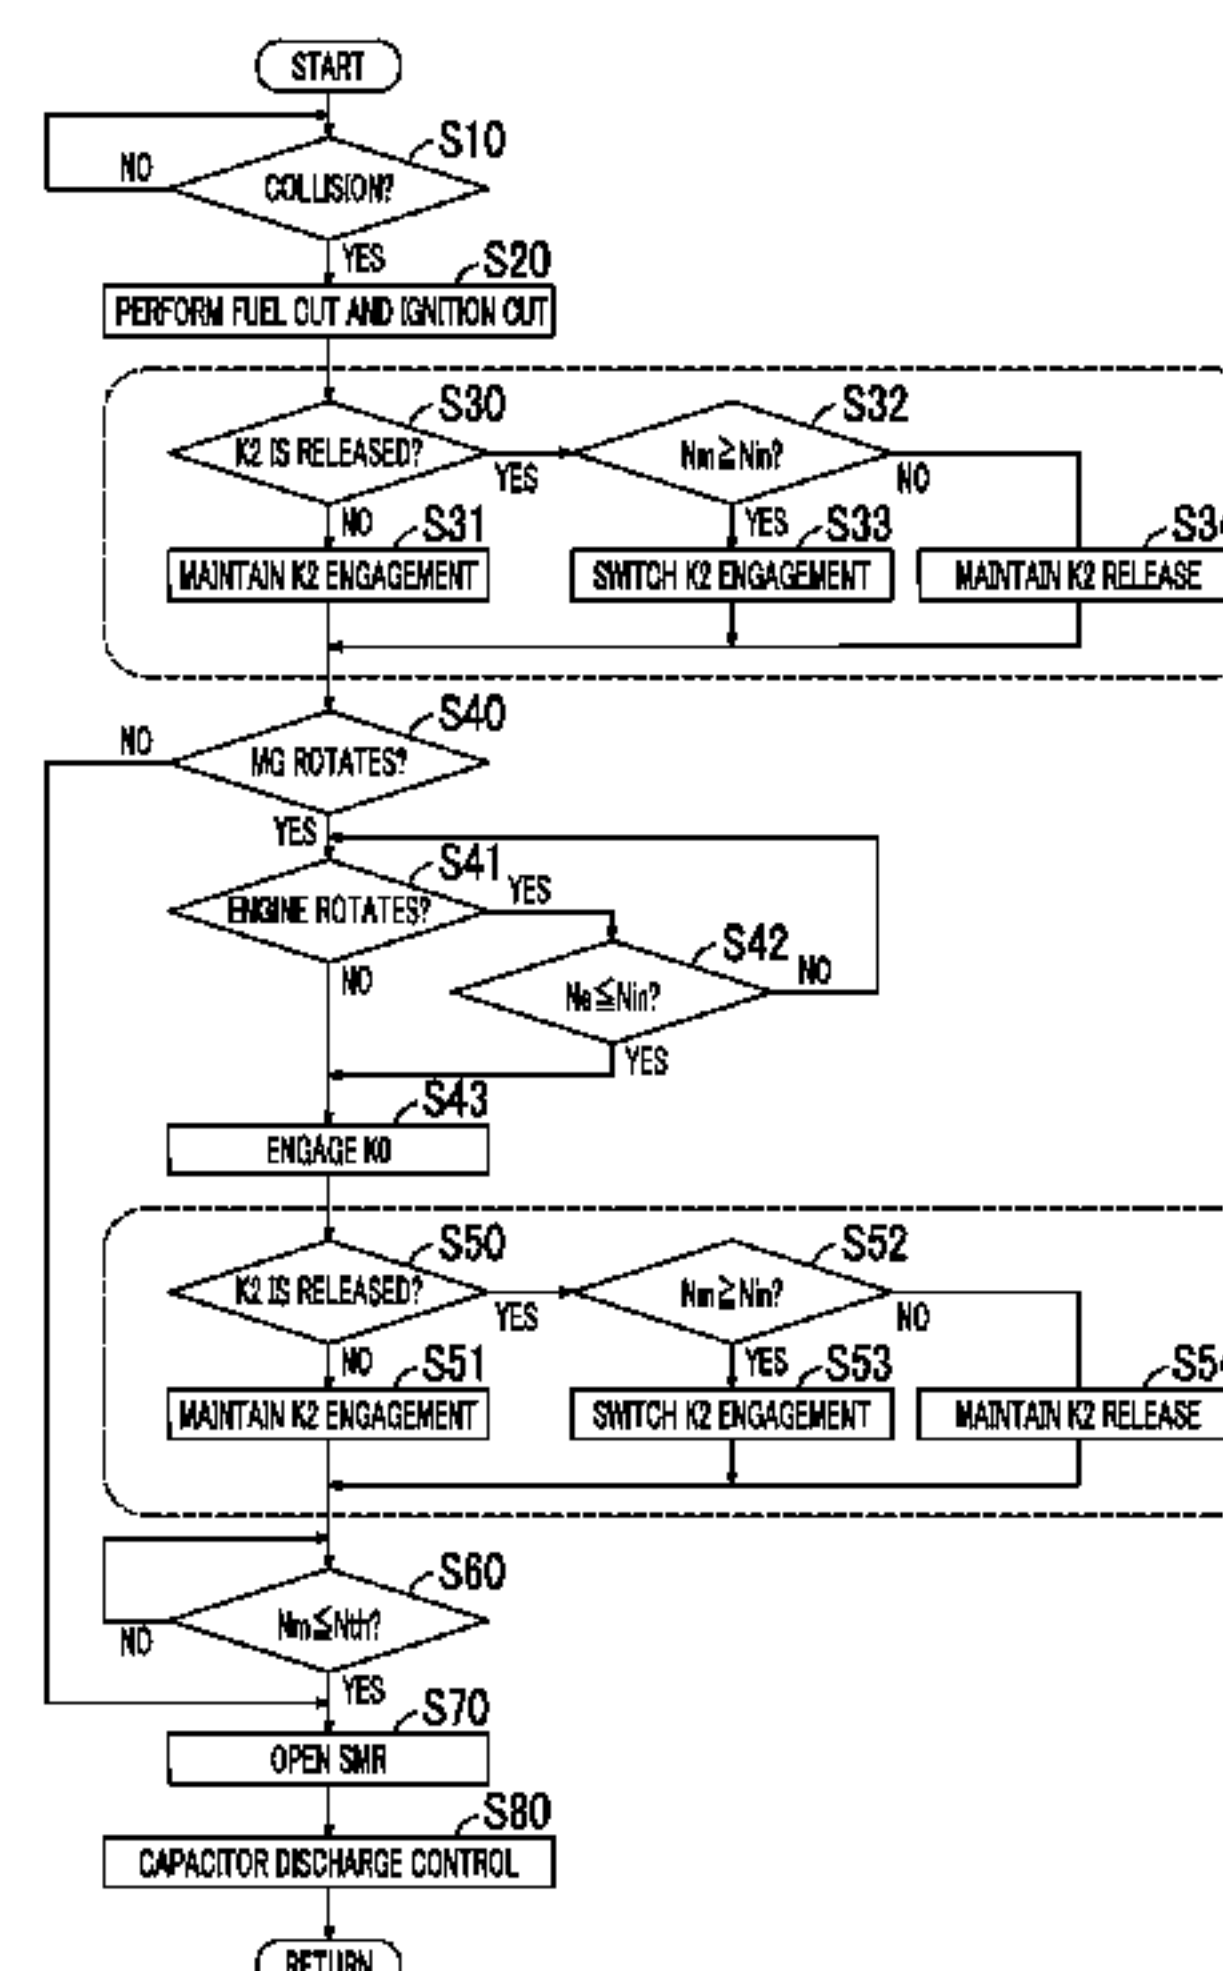 START
S10
NO
COLLISION?
YES
S20
PERFORM FUEL CUT AND IGNITION CUT
S30
S32
K2 IS RELEASED?
YES
Nm≧Nin?
NO
NO
S31
YES
S33
S34
MAINTAIN K2 ENGAGEMENT
SWITCH K2 ENGAGEMENT
MAINTAIN K2 RELEASE
S40
NO
MG ROTATES?
YES
S41
ENGINE ROTATES?
YES
S42
NO
Ne≦Nin?
NO
YES
S43
ENGAGE K0
S50
S52
K2 IS RELEASED?
YES
Nm≧Nin?
NO
NO
S51
YES
S53
S54
MAINTAIN K2 ENGAGEMENT
SWITCH K2 ENGAGEMENT
MAINTAIN K2 RELEASE
S60
Nm≦Nth?
NO
YES
S70
OPEN SMR
S80
CAPACITOR DISCHARGE CONTROL
RETURN